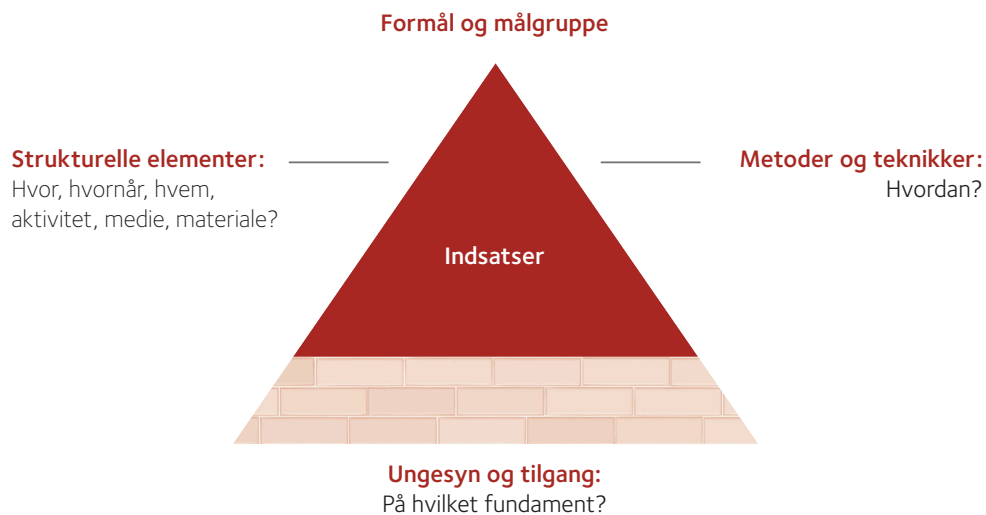 Formål og målgruppe
Strukturelle elementer:
Hvor, hvornår, hvem,
aktivitet, medie, materiale?
Metoder og teknikker:
Hvordan?
Indsatser
Ungesyn og tilgang:
På hvilket fundament?